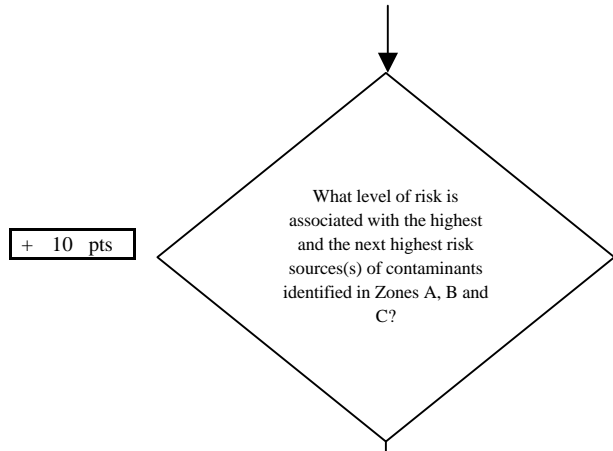 What level of risk is
associated with the highest
and the next highest risk
sources(s) of contaminants
identified in Zones A, B and
C?
+ 10 pts